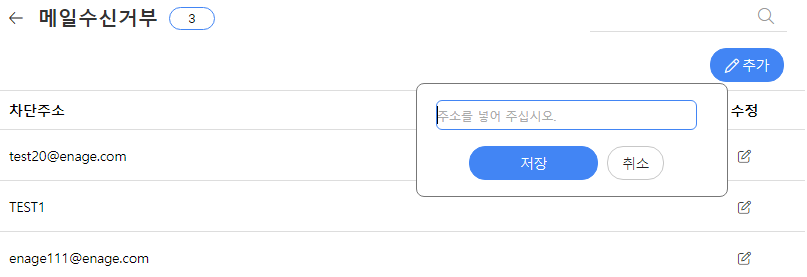 메일수신거부 3
추가
차단주소 수정
주소를 넣어 주십시오.
저장 취소
test20@enage.com
TEST1
enage111@enage.com